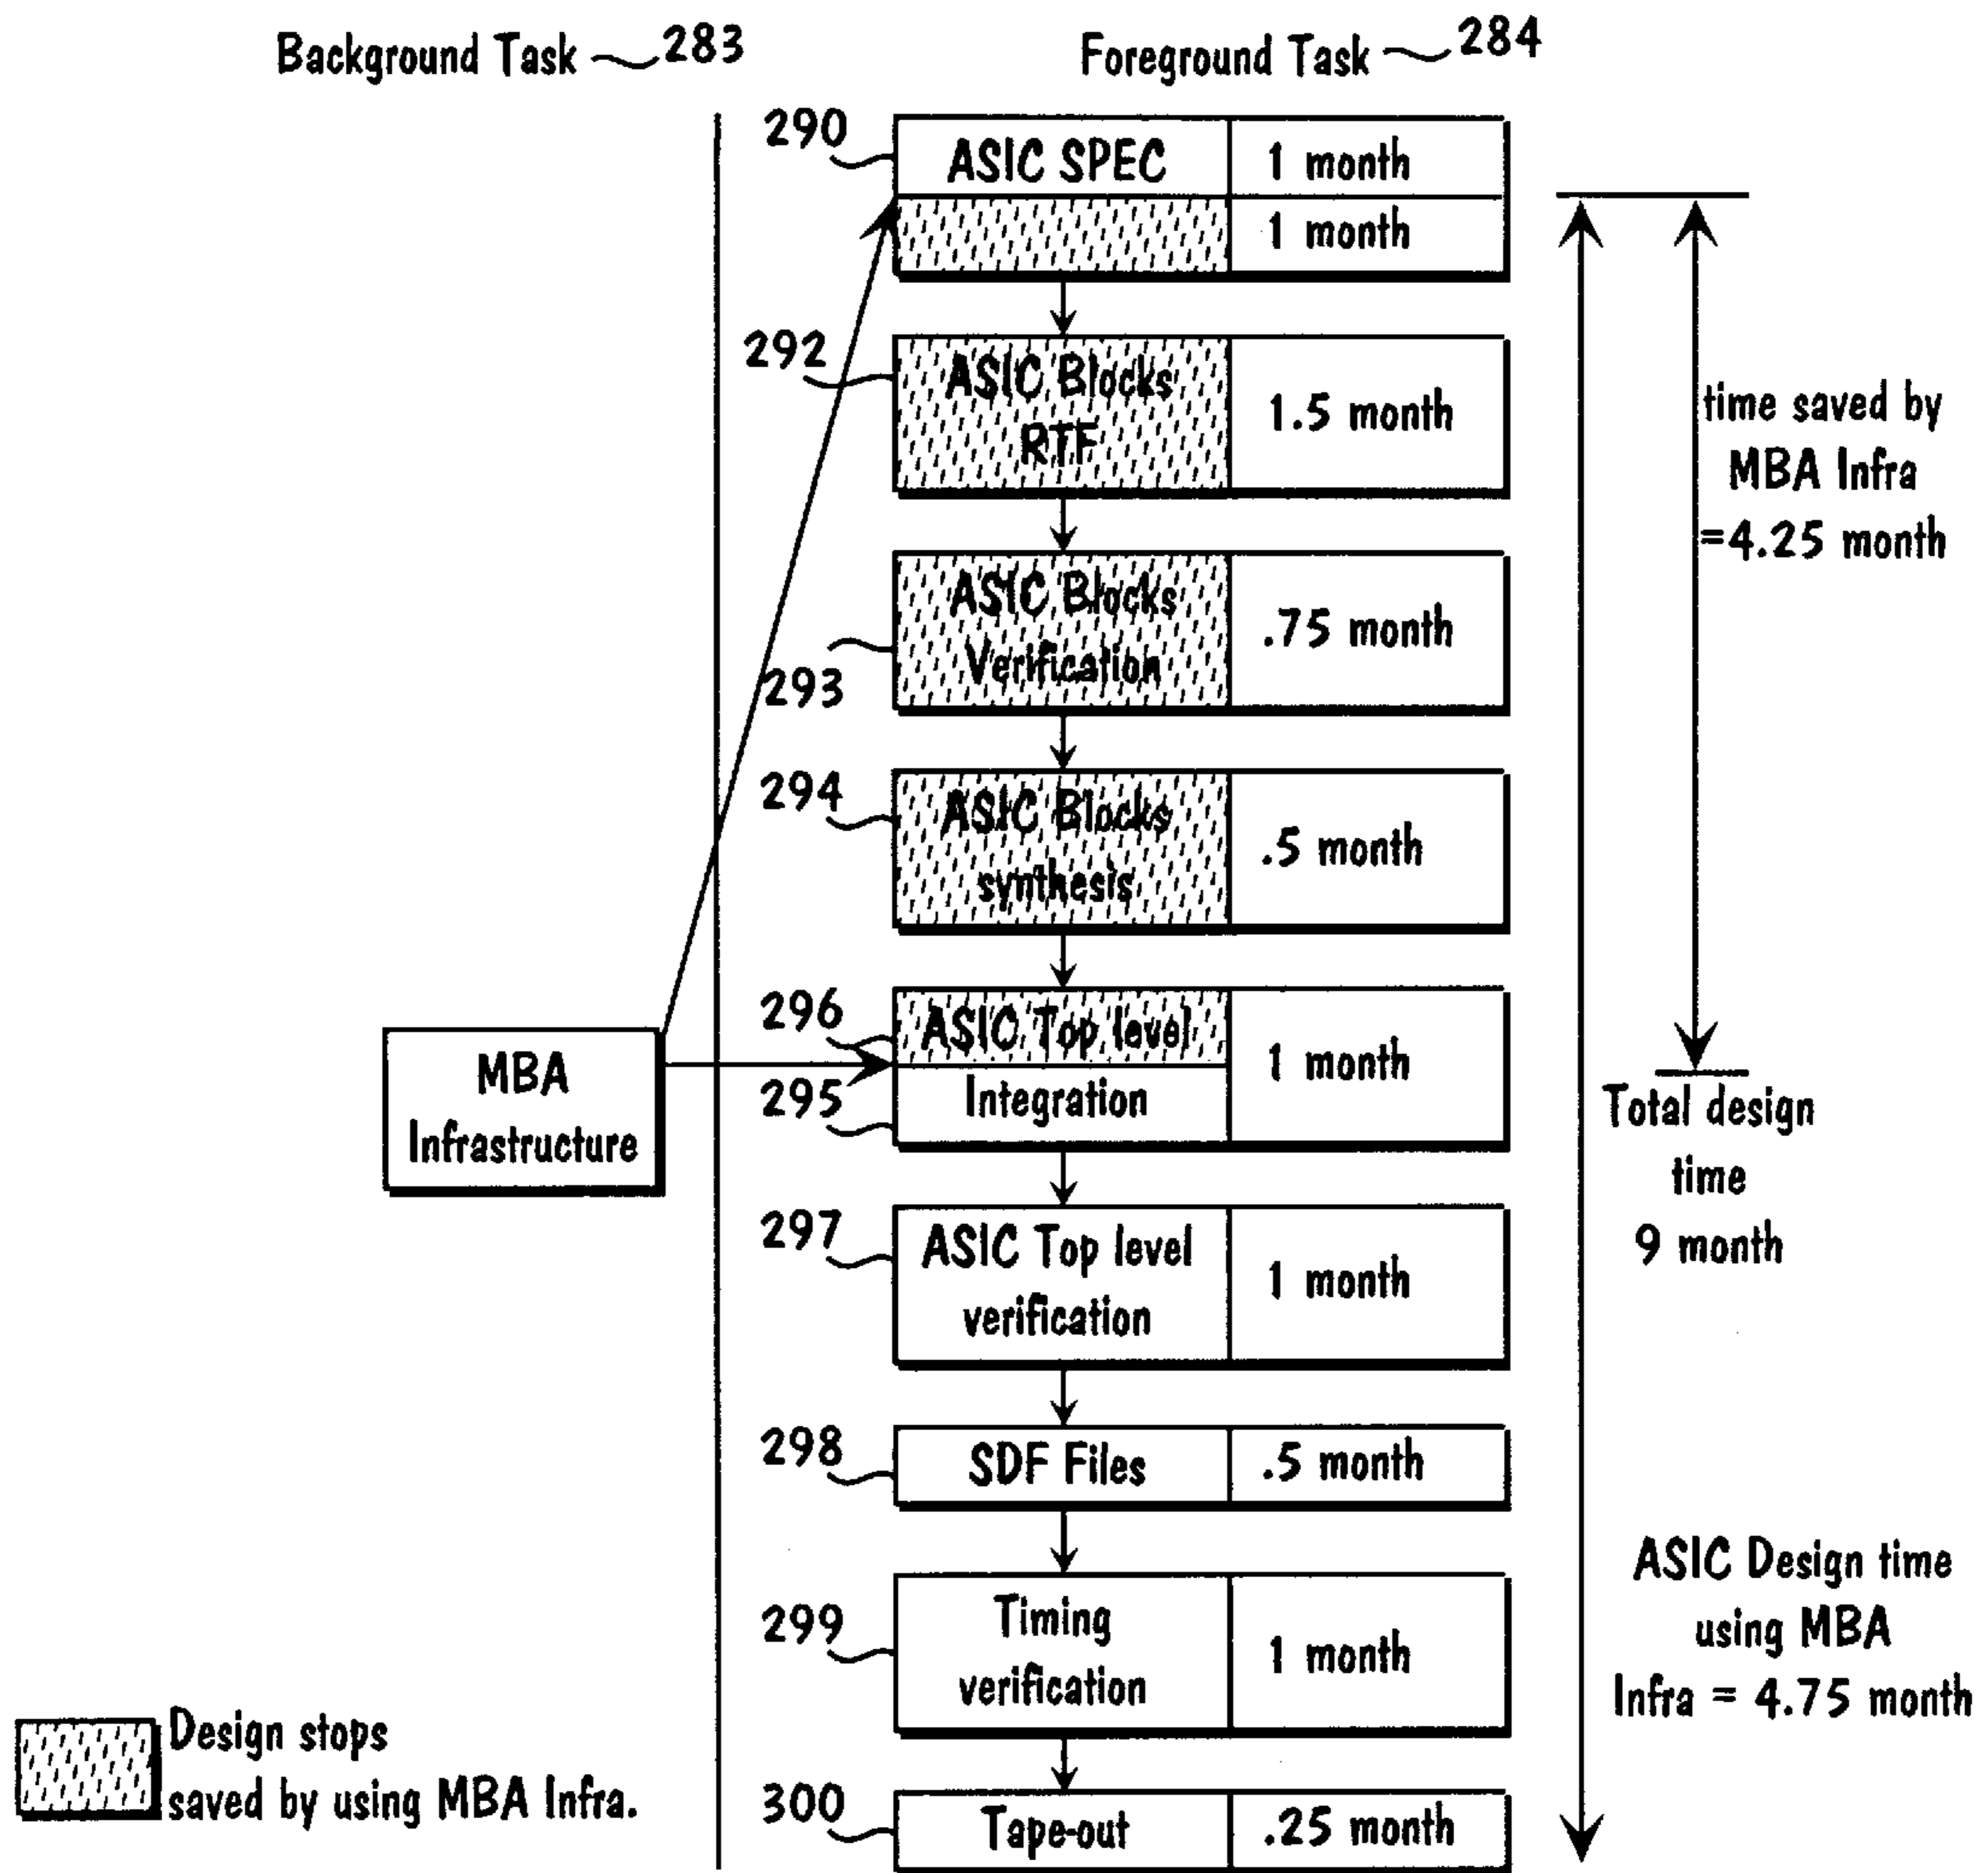 Background Task 283
Foreground Task 284
290
ASIC SPEC
1 month
1 month
292
ASIC Blocks
RTF
1.5 month
293
ASIC Blocks
Verification
.75 month
294
ASIC Blocks
synthesis
.5 month
296
ASIC Top level
295
Integration
1 month
MBA
Infrastructure
297
ASIC Top level
verification
1 month
298
SDF Files
.5 month
299
Timing
verification
1 month
300
Tape-out
.25 month
time saved by
MBA Infra
=4.25 month
Total design
time
9 month
ASIC Design time
using MBA
Infra = 4.75 month
Design stops
saved by using MBA Infra.